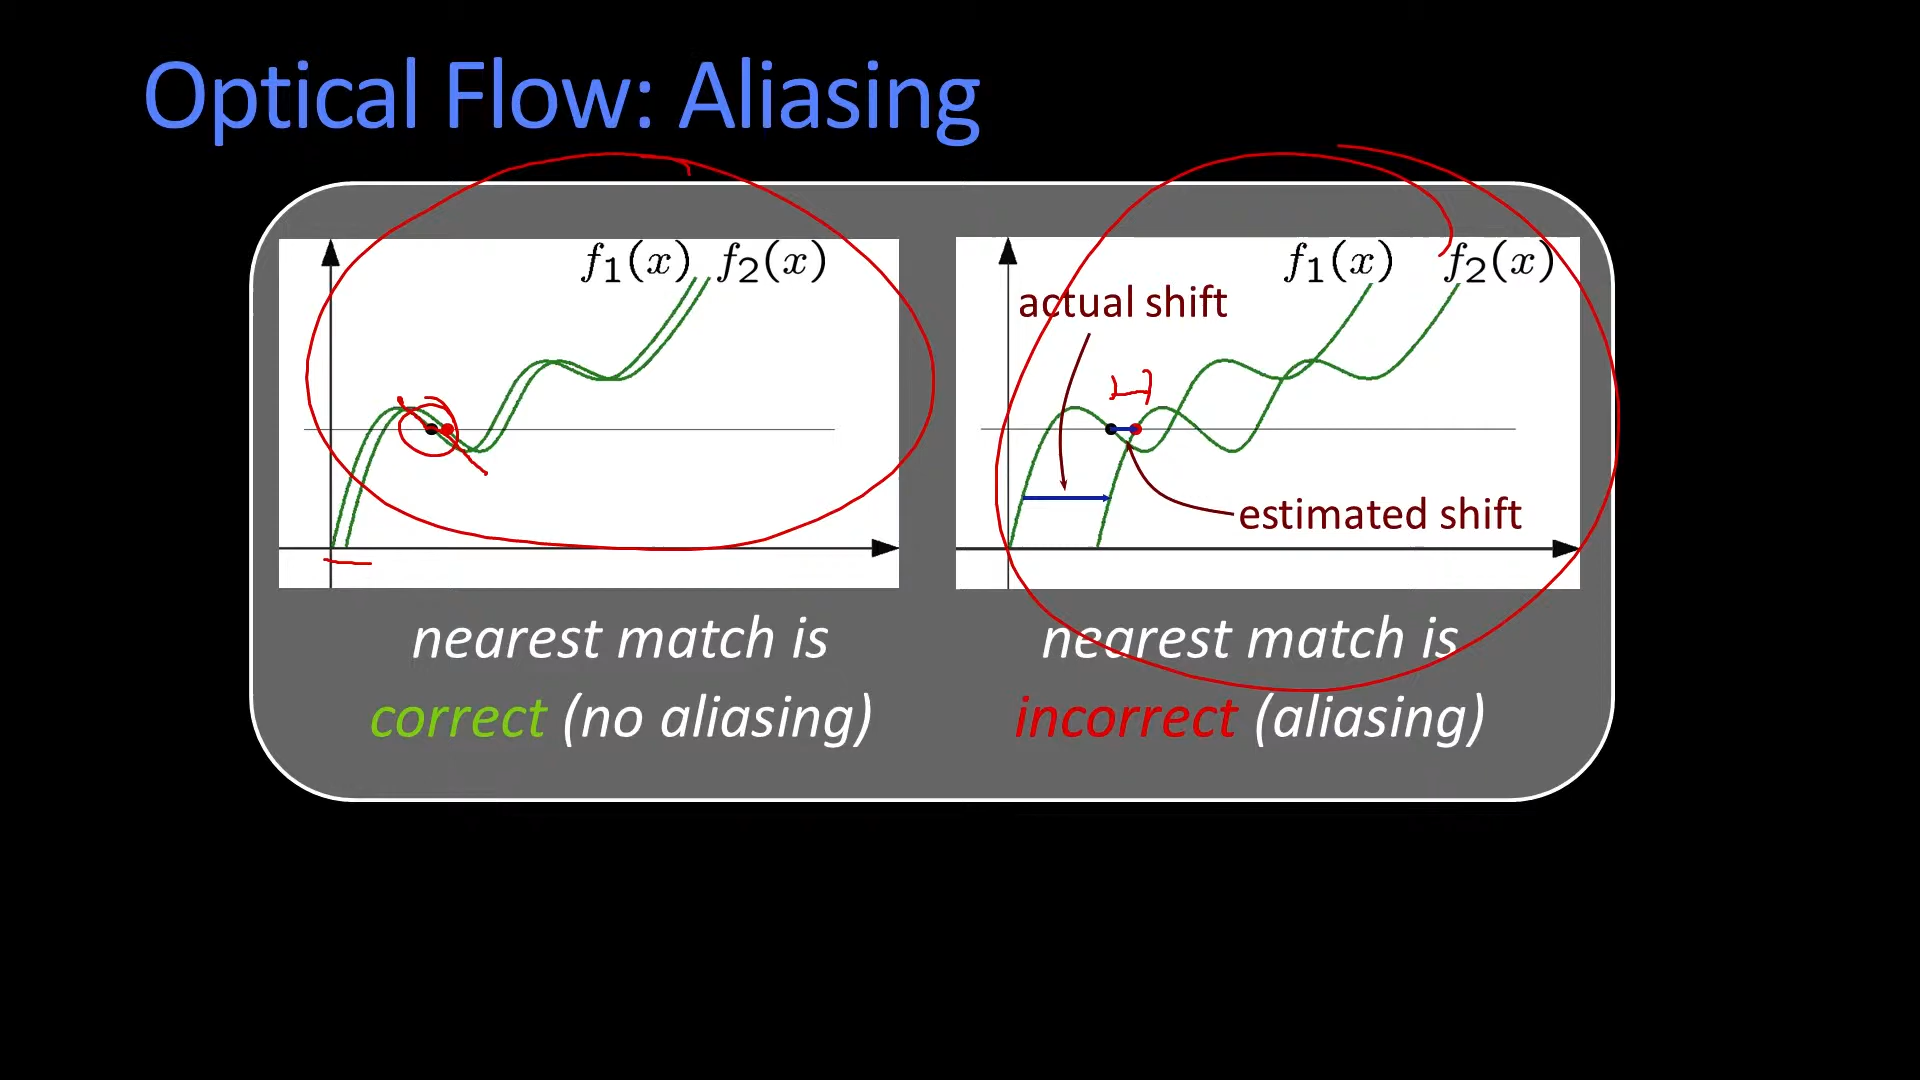 Optical Flow: Aliasing
f₁(x) f₂(x)
nearest match is
correct (no aliasing)
f₁(x) f₂(x)
actual shift
estimated shift
nearest match is
incorrect (aliasing)